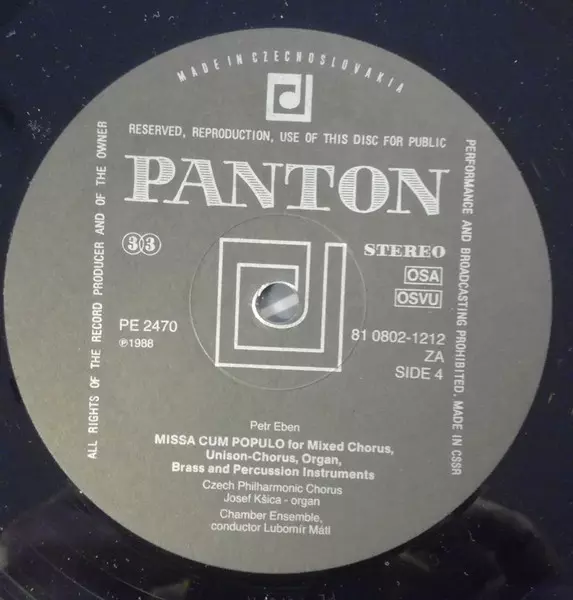 MADE IN CZECHOSLOVAKIA
RESERVED, REPRODUCTION, USE OF THIS DISC FOR PUBLIC
PERFORMANCE AND BROADCASTING PROHIBITED. MADE IN CSSR
ALL RIGHTS OF THE RECORD PRODUCER AND OF THE OWNER
PANTON
33
STEREO
OSA
OSVU
PE 2470
℗1988
81 0802-1212
ZA
SIDE 4
Petr Eben
MISSA CUM POPULO for Mixed Chorus,
Unison-Chorus, Organ,
Brass and Percussion Instruments
Czech Philharmonic Chorus
Josef Kšica - organ
Chamber Ensemble,
conductor Lubomír Mátl